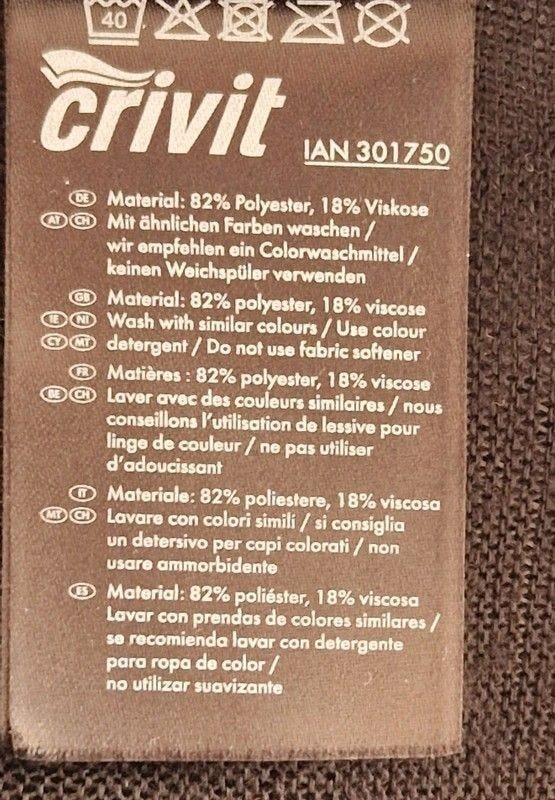 40
crivit
IAN 301750
DE Material: 82% Polyester, 18% Viskose
AT CH Mit ähnlichen Farben waschen /
wir empfehlen ein Colorwaschmittel /
keinen Weichspüler verwenden
GB Material: 82% polyester, 18% viscose
IE NI Wash with similar colours / Use colour
CY MT detergent / Do not use fabric softener
FR Matières : 82% polyester, 18% viscose
BE CH Laver avec des couleurs similaires / nous
conseillons l'utilisation de lessive pour
linge de couleur / ne pas utiliser
d'adoucissant
IT Materiale: 82% poliestere, 18% viscosa
MT CH Lavare con colori simili / si consiglia
un detersivo per capi colorati / non
usare ammorbidente
ES Material: 82% poliéster, 18% viscosa
Lavar con prendas de colores similares /
se recomienda lavar con detergente
para ropa de color /
no utilizar suavizante